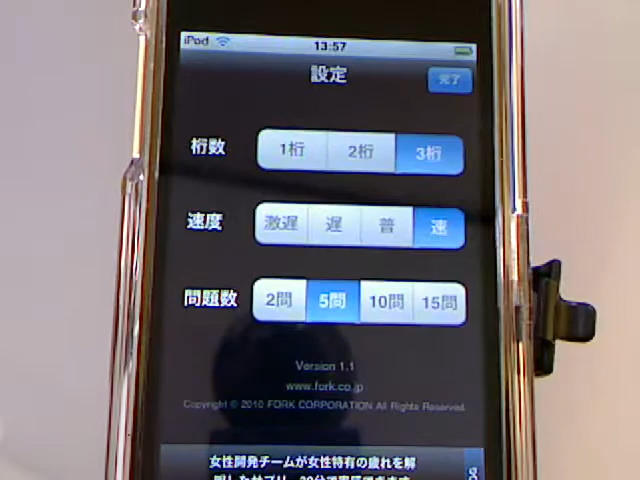 iPod 13:57
設定 完了
桁数 1桁 2桁 3桁
速度 激遅 遅 普 速
問題数 2問 5問 10問 15問
Version 1.1
www.fork.co.jp
Copyright © 2010 FORK CORPORATION All Rights Reserved.
女性開発チームが女性特有の疲れを解